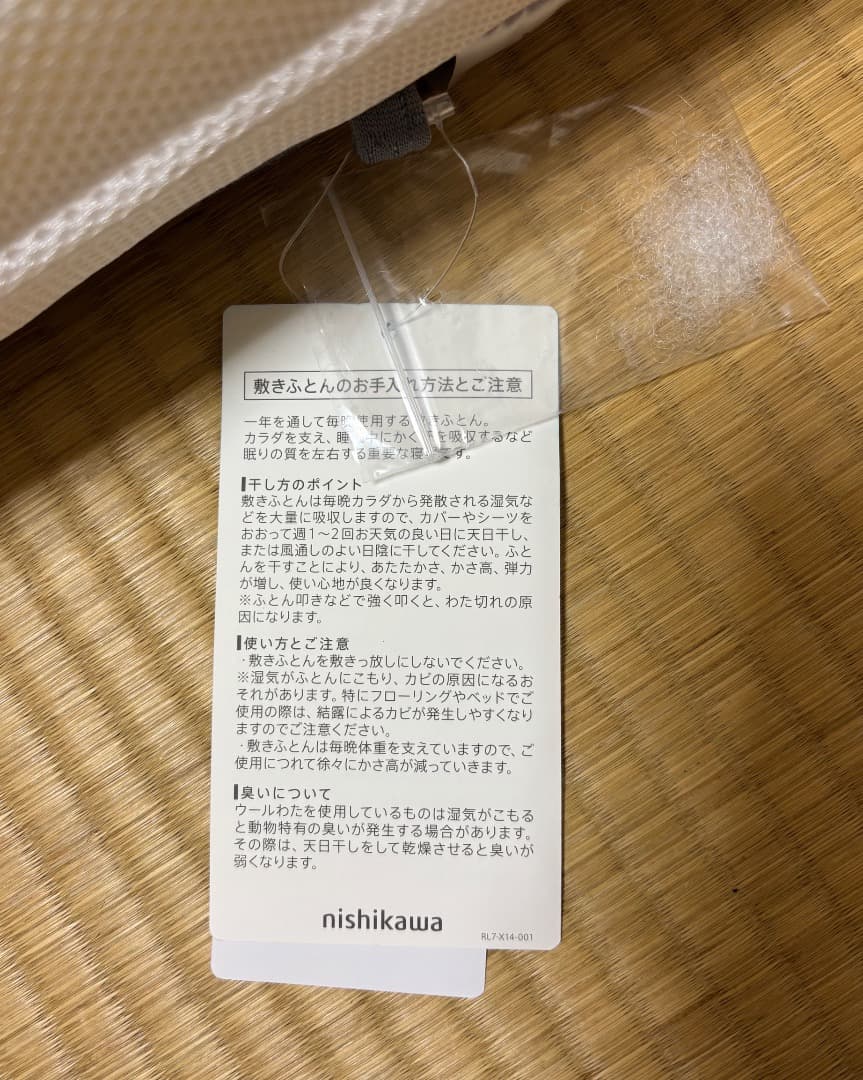 敷きふとんのお手入れ方法とご注意
一年を通して毎晩使用する敷きふとん。
カラダを支え、睡眠中にかく汗を吸収するなど
眠りの質を左右する重要な寝具です。
干し方のポイント
敷きふとんは毎晩カラダから発散される湿気な
どを大量に吸収しますので、カバーやシーツを
おおって週1〜2回お天気の良い日に天日干し、
または風通しのよい日陰に干してください。ふと
んを干すことにより、あたたかさ、かさ高、弾力
が増し、使い心地が良くなります。
※ふとん叩きなどで強く叩くと、わた切れの原
因になります。
使い方とご注意
・敷きふとんを敷きっ放しにしないでください。
※湿気がふとんにこもり、カビの原因になるお
それがあります。特にフローリングやベッドでご
使用の際は、結露によるカビが発生しやすくなり
ますのでご注意ください。
・敷きふとんは毎晩体重を支えていますので、ご
使用につれて徐々にかさ高が減っていきます。
臭いについて
ウールわたを使用しているものは湿気がこもる
と動物特有の臭いが発生する場合があります。
その際は、天日干しをして乾燥させると臭いが
弱くなります。
nishikawa
RL7-X14-001